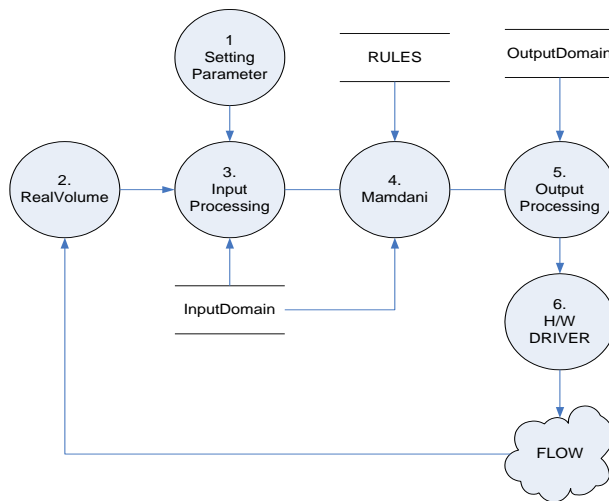 1
Setting
Parameter
RULES
OutputDomain
2.
RealVolume
3.
Input
Processing
4.
Mamdani
5.
Output
Processing
InputDomain
6.
H/W
DRIVER
FLOW